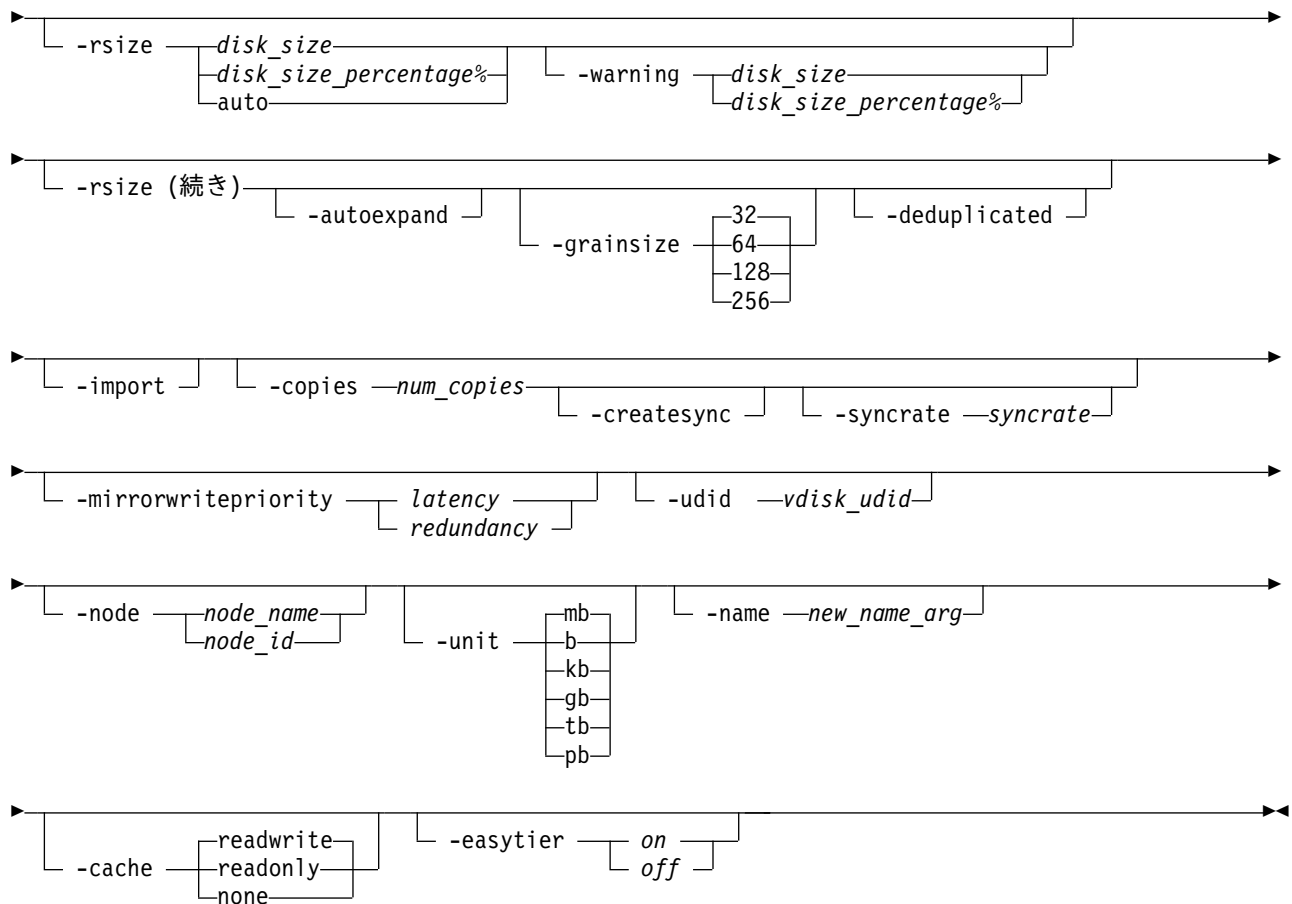 -rsize disk_size -warning disk_size
disk_size_percentage% disk_size_percentage%
auto
-rsize (続き) -autoexpand -grainsize 32 -deduplicated
64
128
256
-import -copies num_copies -createsync -syncrate syncrate
-mirrorwritepriority latency -udid vdisk_udid
redundancy
-node node_name -unit mb -name new_name_arg
node_id b
kb
gb
tb
pb
-cache readwrite -easytier on
readonly off
none